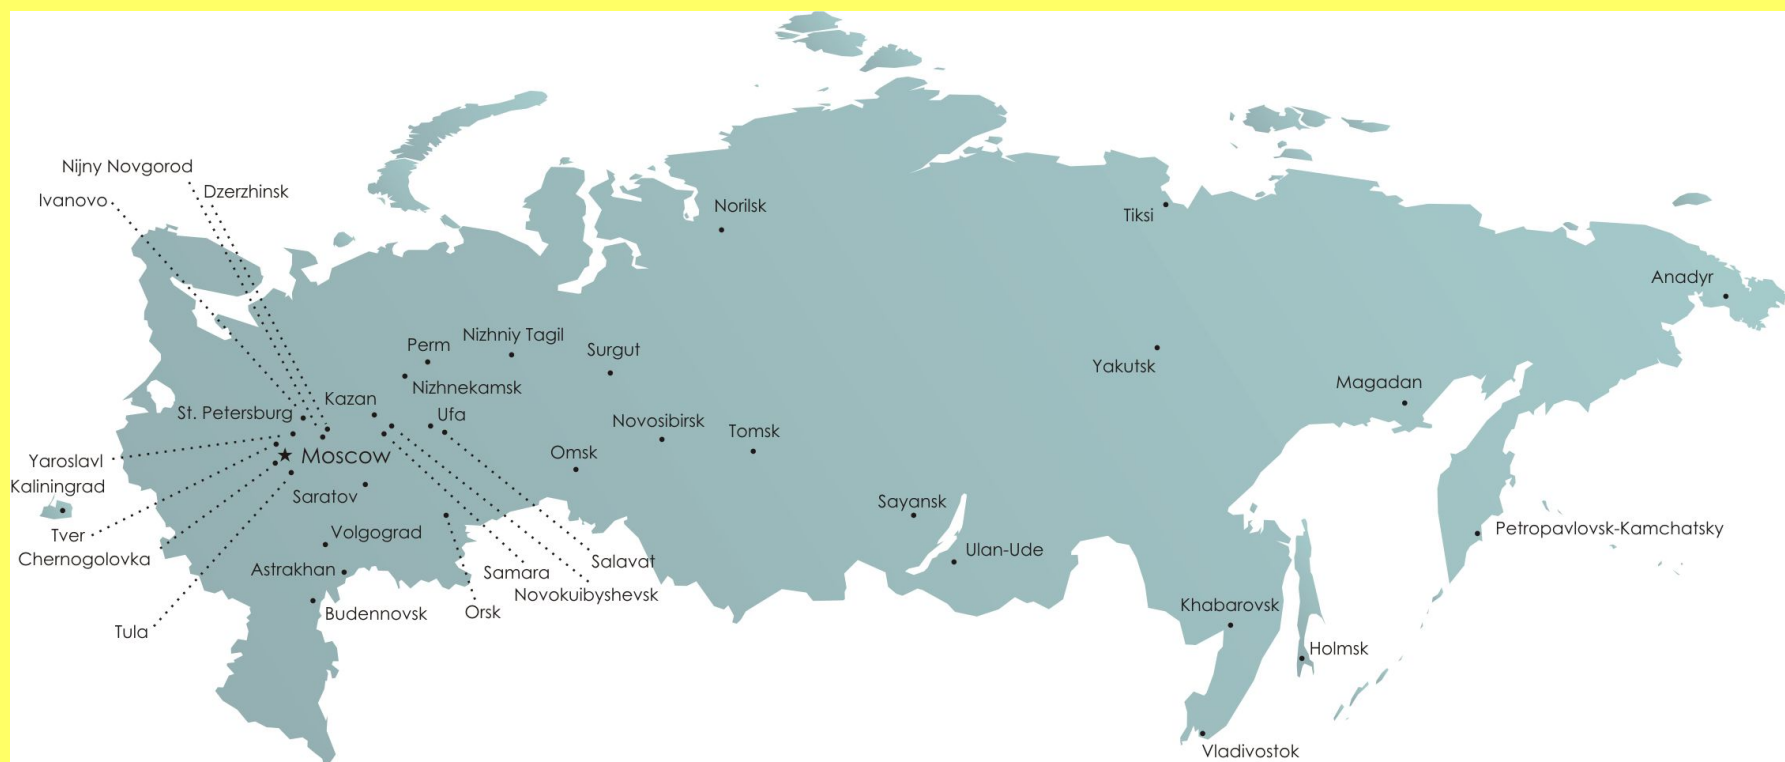 Nijny Novgorod
Dzerzhinsk
Ivanovo
Norilsk
Tiksi
Anadyr
Nizhniy Tagil
Perm
Surgut
Yakutsk
Nizhnekamsk
Magadan
Kazan
St. Petersburg
Ufa
Novosibirsk
Tomsk
Omsk
Moscow
Yaroslavl
Kaliningrad
Saratov
Sayansk
Petropavlovsk-Kamchatsky
Tver
Volgograd
Ulan-Ude
Chernogolovka
Salavat
Astrakhan
Samara
Novokuibyshevsk
Khabarovsk
Budennovsk
Orsk
Tula
Holmsk
Vladivostok